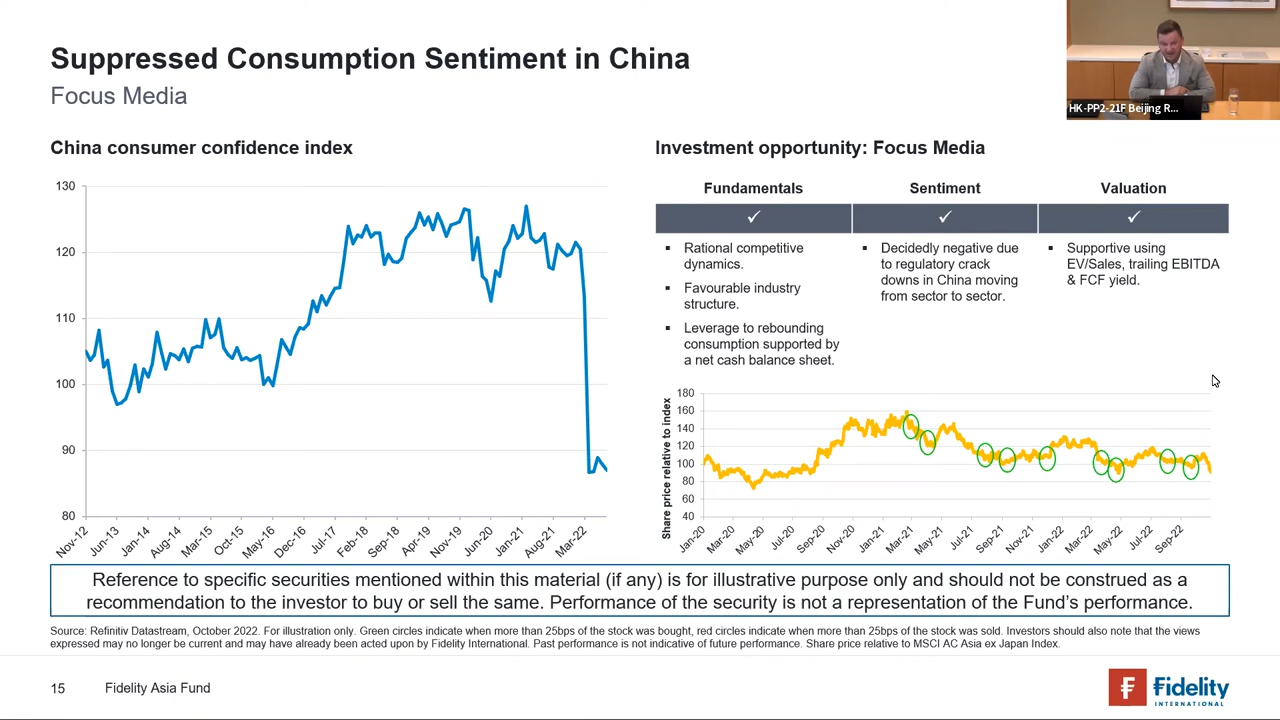 Suppressed Consumption Sentiment in China
Focus Media
HK-PP2-21F Beijing R...
China consumer confidence index
130
120
110
100
90
80
Nov-12
Jun-13
Jan-14
Aug-14
Mar-15
Oct-15
May-16
Dec-16
Jul-17
Feb-18
Sep-18
Apr-19
Nov-19
Jun-20
Jan-21
Aug-21
Mar-22
Investment opportunity: Focus Media
Fundamentals
Sentiment
Valuation
✓ ✓ ✓
▪ Rational competitive
dynamics.
▪ Favourable industry
structure.
▪ Leverage to rebounding
consumption supported by
a net cash balance sheet.
▪ Decidedly negative due
to regulatory crack
downs in China moving
from sector to sector.
▪ Supportive using
EV/Sales, trailing EBITDA
& FCF yield.
Share price relative to index
180
160
140
120
100
80
60
40
Jan-20
Mar-20
May-20
Jul-20
Sep-20
Nov-20
Jan-21
Mar-21
May-21
Jul-21
Sep-21
Nov-21
Jan-22
Mar-22
May-22
Jul-22
Sep-22
Reference to specific securities mentioned within this material (if any) is for illustrative purpose only and should not be construed as a
recommendation to the investor to buy or sell the same. Performance of the security is not a representation of the Fund's performance.
Source: Refinitiv Datastream, October 2022. For illustration only. Green circles indicate when more than 25bps of the stock was bought, red circles indicate when more than 25bps of the stock was sold. Investors should also note that the views
expressed may no longer be current and may have already been acted upon by Fidelity International. Past performance is not indicative of future performance. Share price relative to MSCI AC Asia ex Japan Index.
15
Fidelity Asia Fund
Fidelity
INTERNATIONAL